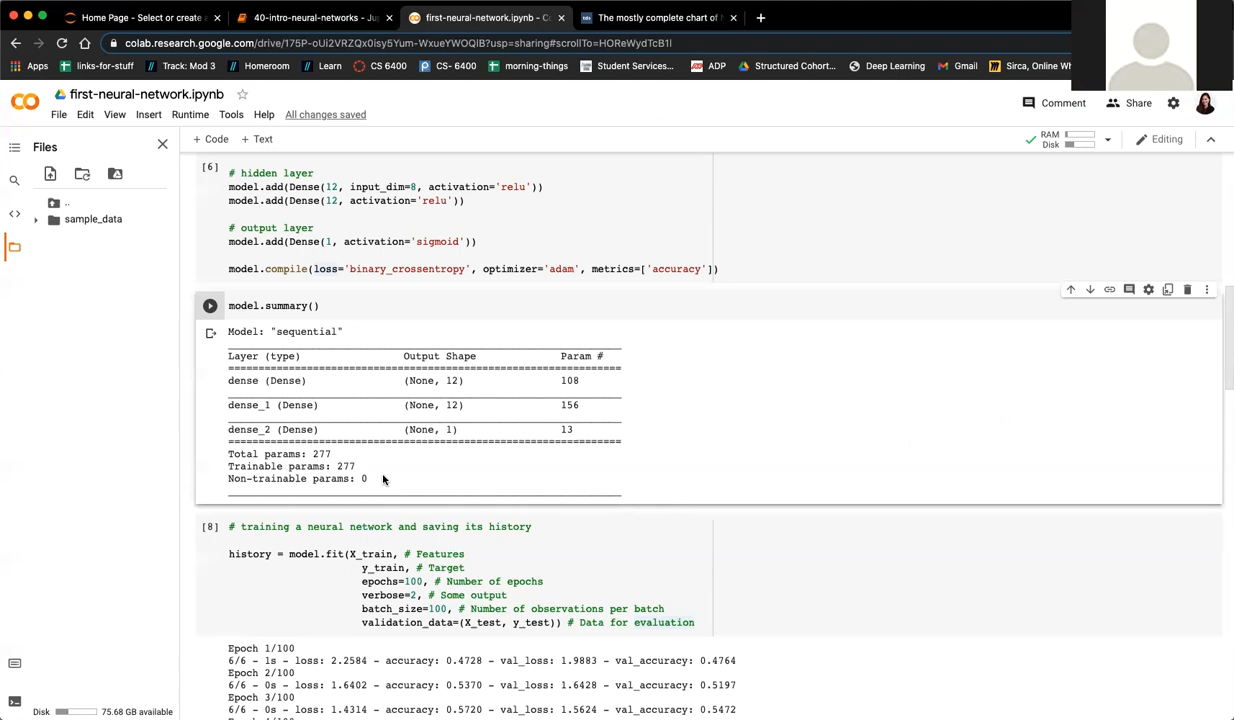 Home Page - Select or create a
40-intro-neural-networks - Ju
first-neural-network.ipynb - Co
The mostly complete chart of N
colab.research.google.com/drive/175P-oUi2VRZQx0isy5Yum-WxueYWOQIB?usp=sharing#scrollTo=HOReWydTcB1l
Apps
links-for-stuff
Track: Mod 3
Homeroom
Learn
CS 6400
CS- 6400
morning-things
Student Services...
ADP
Structured Cohort...
Deep Learning
Gmail
Sirca, Online Wh
first-neural-network.ipynb
Comment
Share
File Edit View Insert Runtime Tools Help All changes saved
Files
+ Code + Text
RAM
Disk
Editing
..
sample_data
[6]
# hidden layer
model.add(Dense(12, input_dim=8, activation='relu'))
model.add(Dense(12, activation='relu'))
# output layer
model.add(Dense(1, activation='sigmoid'))
model.compile(loss='binary_crossentropy', optimizer='adam', metrics=['accuracy'])
model.summary()
Model: "sequential"
Layer (type) Output Shape Param #
dense (Dense) (None, 12) 108
dense_1 (Dense) (None, 12) 156
dense_2 (Dense) (None, 1) 13
Total params: 277
Trainable params: 277
Non-trainable params: 0
[8] # training a neural network and saving its history
history = model.fit(X_train, # Features
y_train, # Target
epochs=100, # Number of epochs
verbose=2, # Some output
batch_size=100, # Number of observations per batch
validation_data=(X_test, y_test)) # Data for evaluation
Epoch 1/100
6/6 - 1s - loss: 2.2584 - accuracy: 0.4728 - val_loss: 1.9883 - val_accuracy: 0.4764
Epoch 2/100
6/6 - 0s - loss: 1.6402 - accuracy: 0.5370 - val_loss: 1.6428 - val_accuracy: 0.5197
Epoch 3/100
6/6 - 0s - loss: 1.4314 - accuracy: 0.5720 - val_loss: 1.5624 - val_accuracy: 0.5472
Disk
75.68 GB available